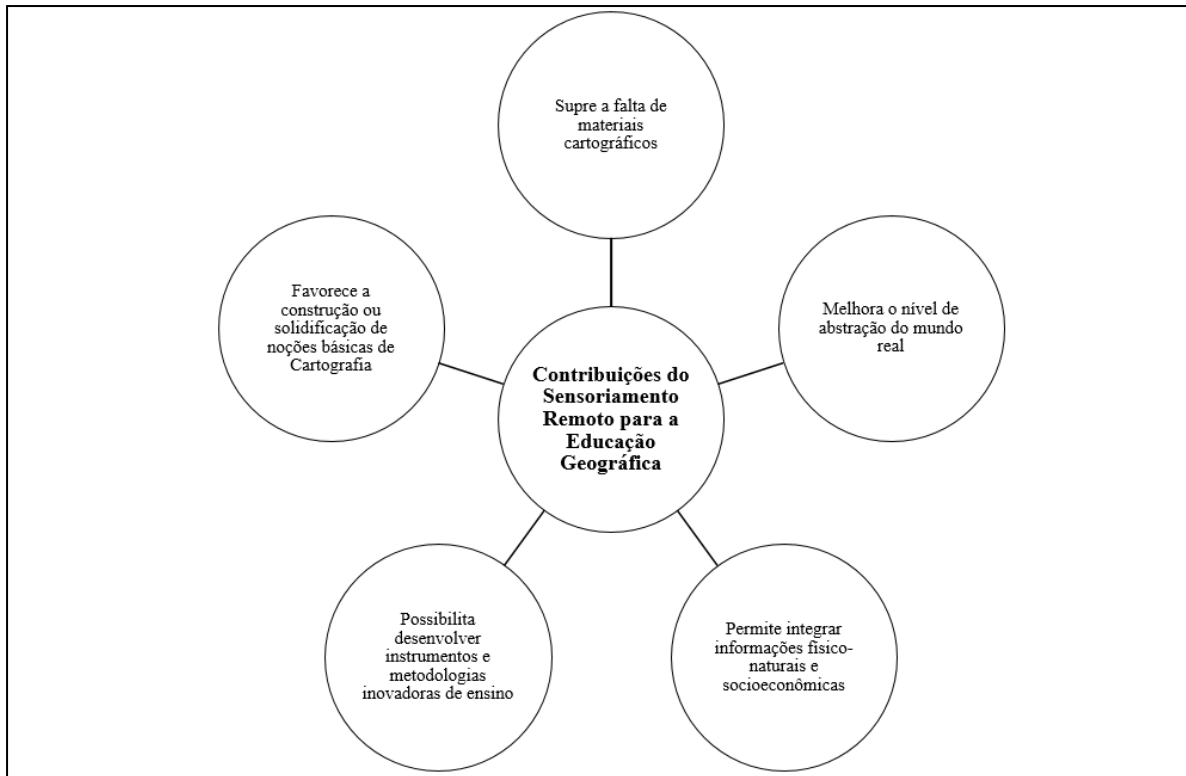 Supre a falta de
materiais
cartográficos
Favorece a
construção ou
solidificação de
noções básicas de
Cartografia
Melhora o nível de
abstração do mundo
real
Contribuições do
Sensoriamento
Remoto para a
Educação
Geográfica
Possibilita
desenvolver
instrumentos e
metodologias
inovadoras de ensino
Permite integrar
informações físico-
naturais e
socioeconômicas